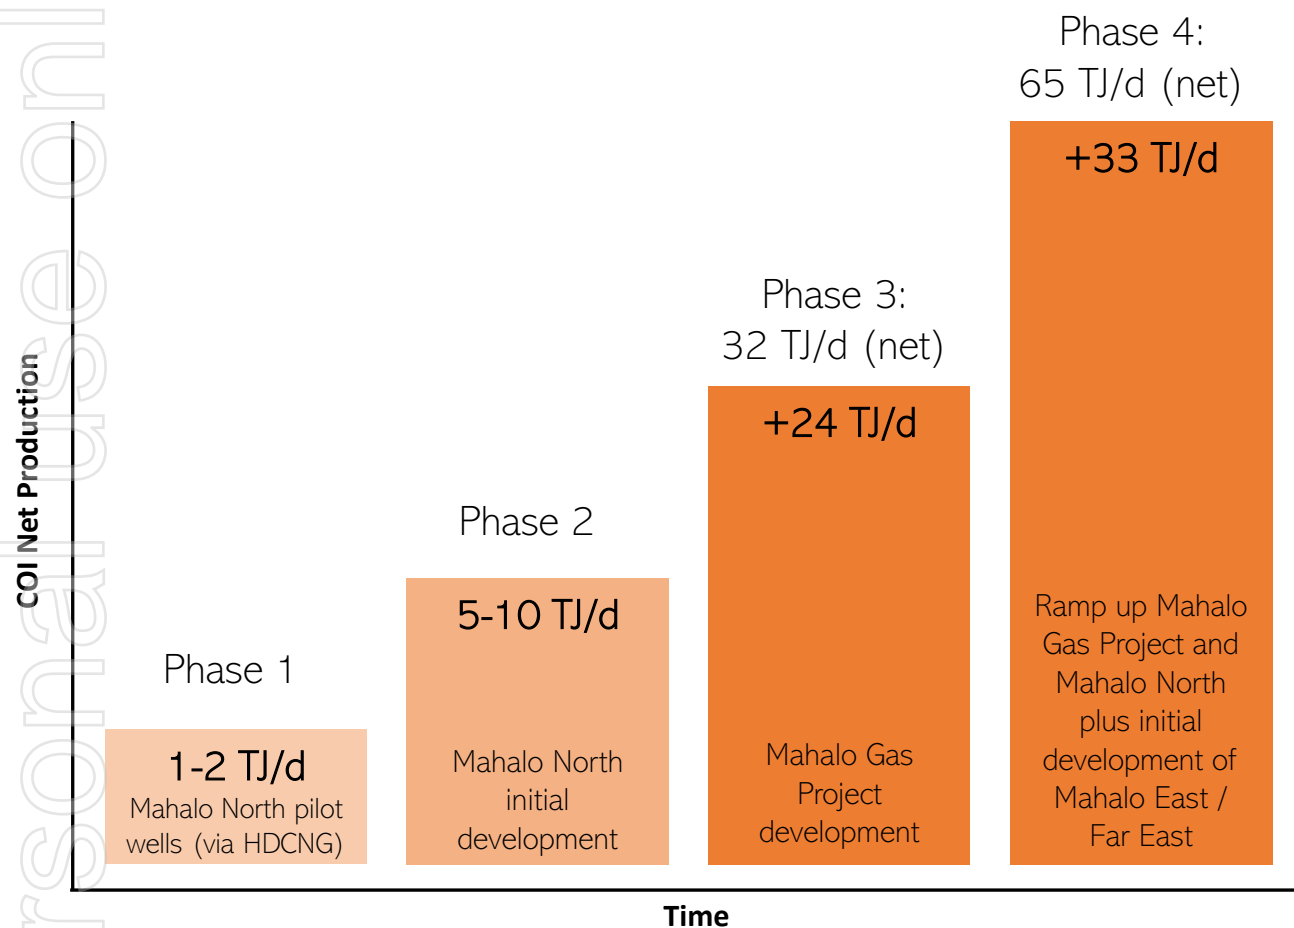 Phase 4:
65 TJ/d (net)
+33 TJ/d
Ramp up Mahalo
Gas Project and
Mahalo North
plus initial
development of
Mahalo East /
Far East
Phase 3:
32 TJ/d (net)
+24 TJ/d
Mahalo Gas
Project
development
Phase 2
5-10 TJ/d
Mahalo North
initial
development
Phase 1
1-2 TJ/d
Mahalo North pilot
wells (via HDCNG)
COI Net Production
Time
rsonal use onl